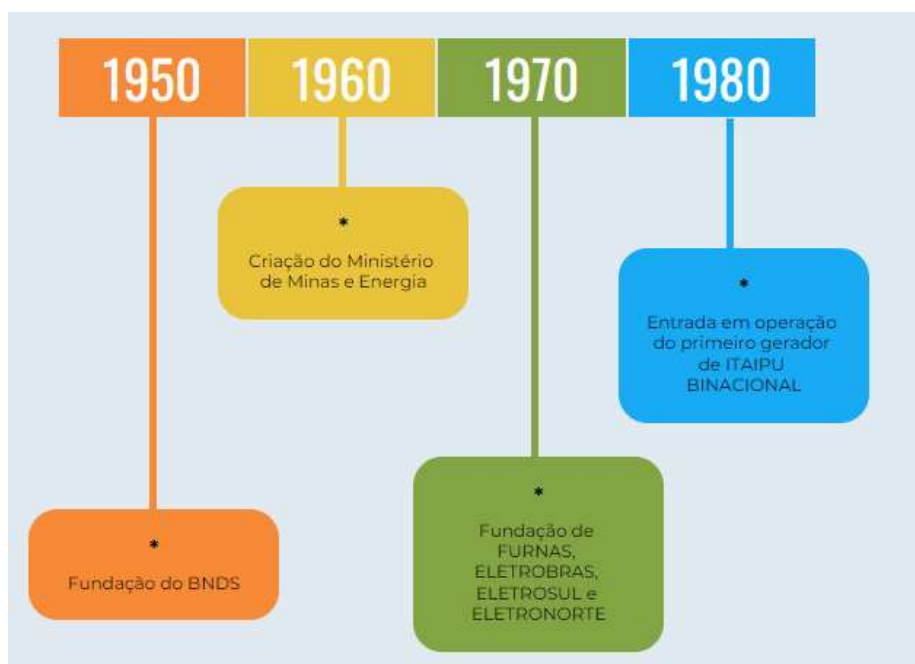 1950
1960
1970
1980
*
Criação do Ministério
de Minas e Energia
*
Entrada em operação
do primeiro gerador
de ITAIPU
BINACIONAL
*
Fundação de
FURNAS,
ELETROBRAS,
ELETROSUL e
ELETRONORTE
*
Fundação do BNDS